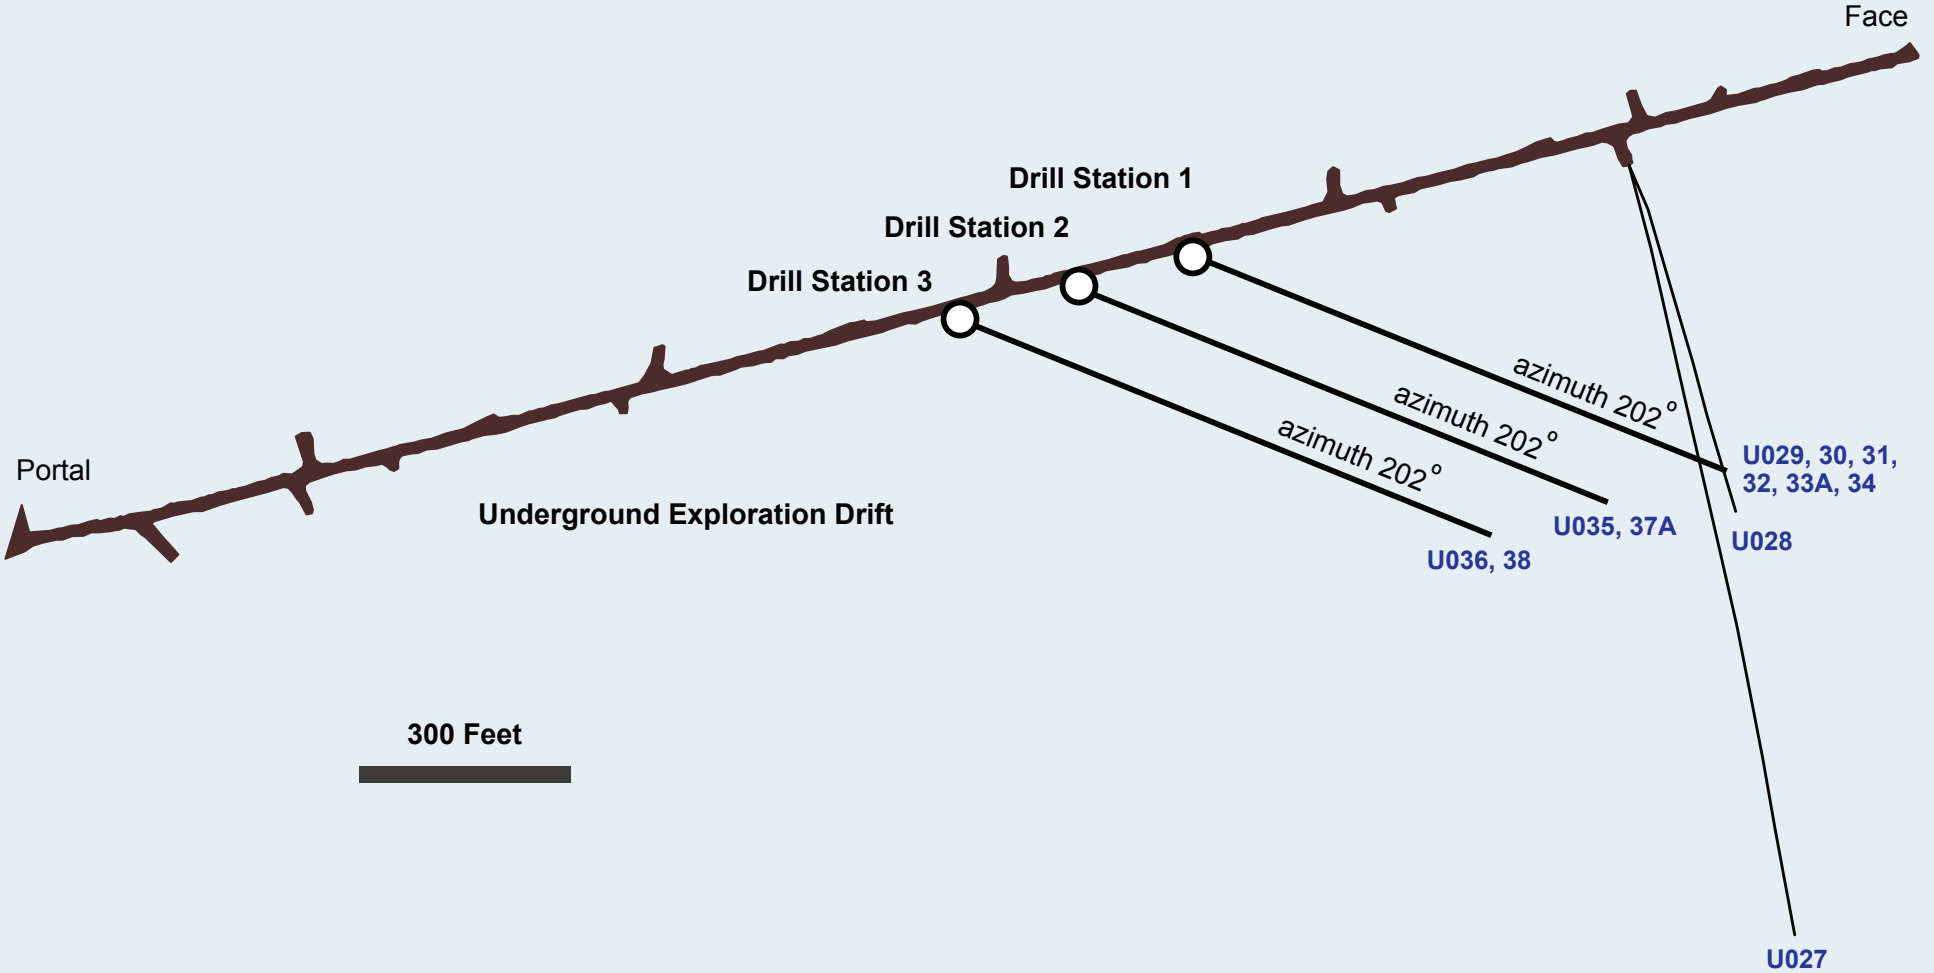 Face
Drill Station 1
Drill Station 2
Drill Station 3
azimuth 202°
azimuth 202°
azimuth 202°
U029, 30, 31,
32, 33A, 34
Portal
Underground Exploration Drift
U035, 37A
U028
U036, 38
300 Feet
U027